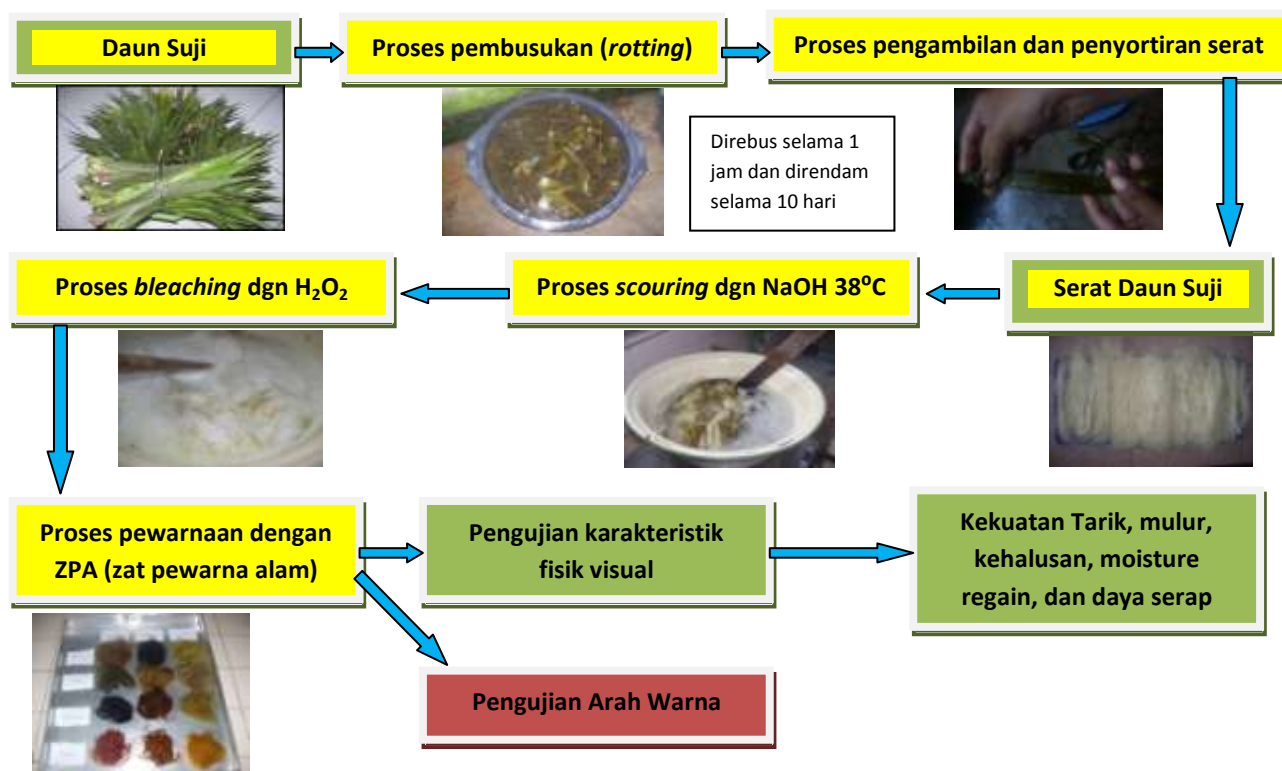 Daun Suji
Proses pembusukan (rotting)
Proses pengambilan dan penyortiran serat
Direbus selama 1
jam dan direndam
selama 10 hari
Proses bleaching dgn H₂O₂
Proses scouring dgn NaOH 38⁰C
Serat Daun Suji
Proses pewarnaan dengan
ZPA (zat pewarna alam)
Pengujian karakteristik
fisik visual
Kekuatan Tarik, mulur,
kehalusan, moisture
regain, dan daya serap
Pengujian Arah Warna